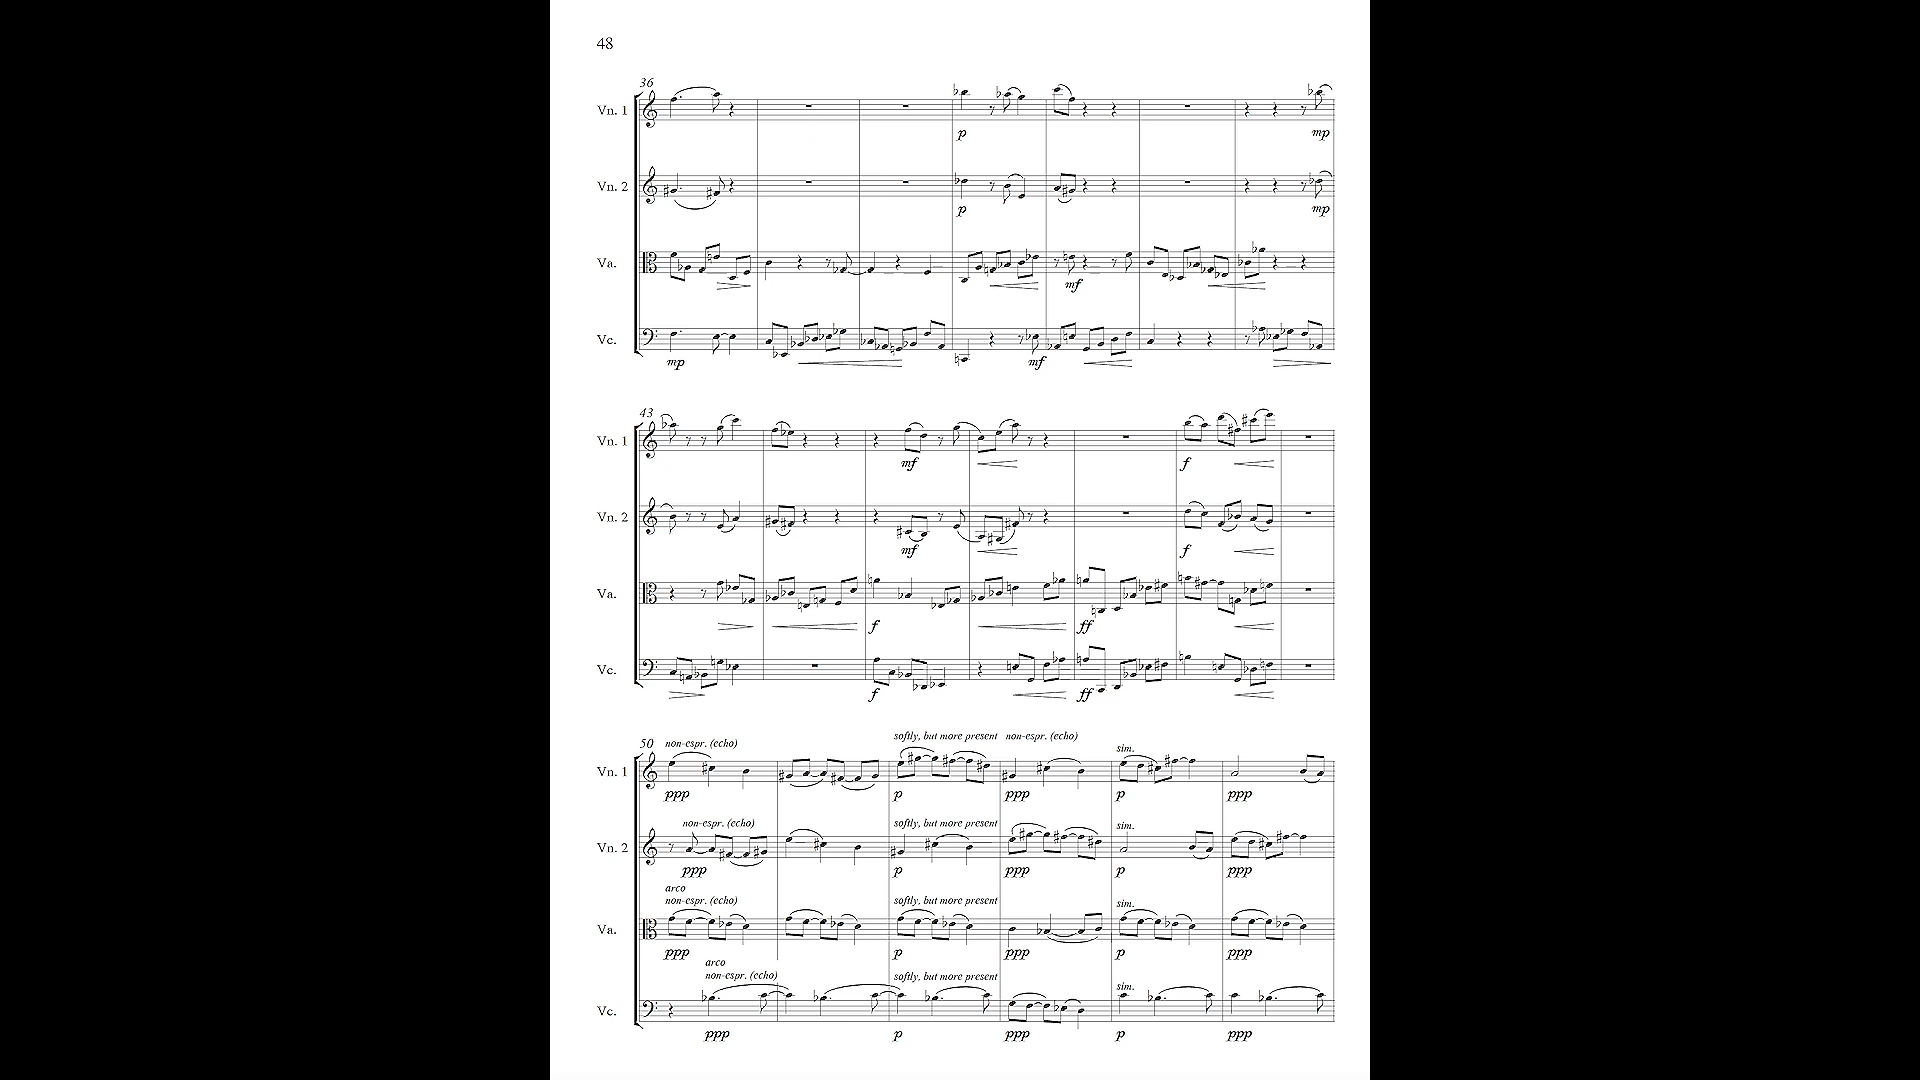 48
36
Vn. 1
p
mp
Vn. 2
p
mp
Va.
mf
Vc.
mp
mf
43
Vn. 1
mf
f
Vn. 2
mf
f
Va.
f
ff
Vc.
f
ff
50 non-espr. (echo) softly, but more present non-espr. (echo) sim.
Vn. 1
ppp p ppp p ppp
non-espr. (echo) softly, but more present sim.
Vn. 2
ppp p ppp p ppp
arco
non-espr. (echo) softly, but more present sim.
Va.
ppp p ppp p ppp
arco
non-espr. (echo) softly, but more present sim.
Vc.
ppp p ppp p ppp